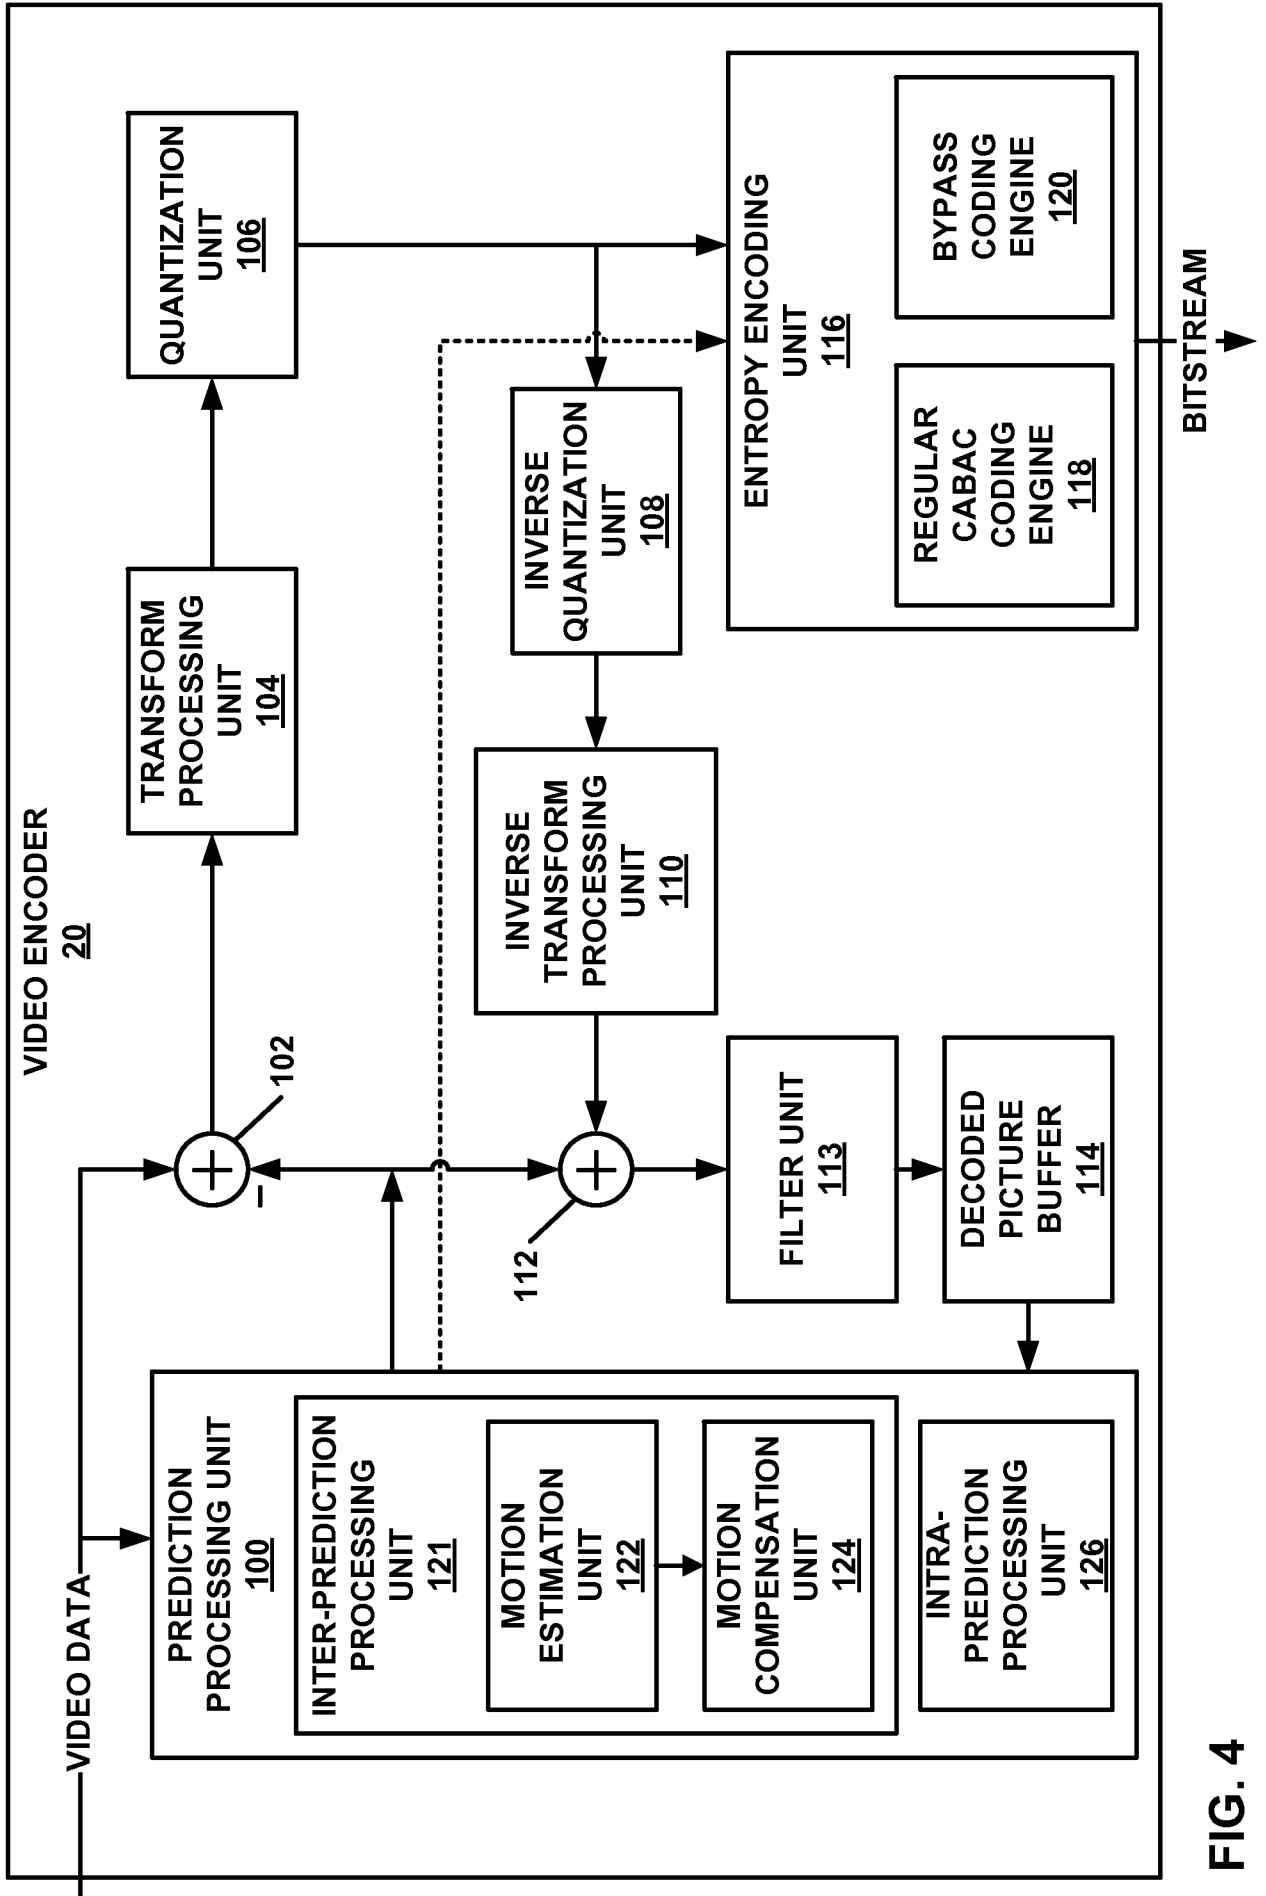 VIDEO ENCODER
20
VIDEO DATA
PREDICTION
PROCESSING UNIT
100
INTER-PREDICTION
PROCESSING
UNIT
121
MOTION
ESTIMATION
UNIT
122
MOTION
COMPENSATION
UNIT
124
INTRA-
PREDICTION
PROCESSING
UNIT
126
102
–
TRANSFORM
PROCESSING
UNIT
104
QUANTIZATION
UNIT
106
INVERSE
QUANTIZATION
UNIT
108
INVERSE
TRANSFORM
PROCESSING
UNIT
110
112
FILTER UNIT
113
DECODED
PICTURE
BUFFER
114
ENTROPY ENCODING
UNIT
116
REGULAR
CABAC
CODING
ENGINE
118
BYPASS
CODING
ENGINE
120
BITSTREAM
FIG. 4